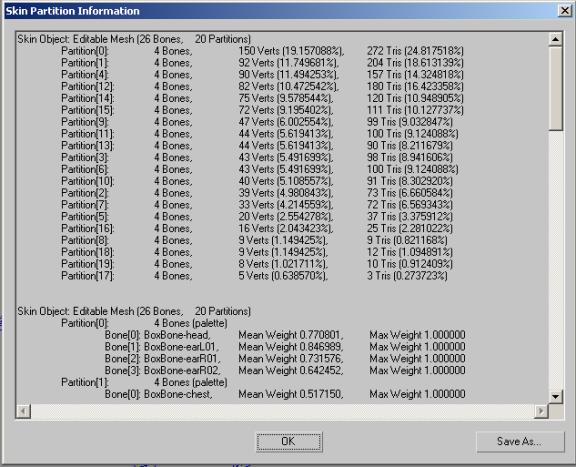 Skin Partition Information
Skin Object: Editable Mesh (26 Bones, 20 Partitions)
Partition[0]: 4 Bones, 150 Verts (19.157088%), 272 Tris (24.817518%)
Partition[1]: 4 Bones, 92 Verts (11.749681%), 204 Tris (18.613139%)
Partition[4]: 4 Bones, 90 Verts (11.494253%), 157 Tris (14.324818%)
Partition[12]: 4 Bones, 82 Verts (10.472542%), 180 Tris (16.423358%)
Partition[14]: 4 Bones, 75 Verts (9.578544%), 120 Tris (10.948905%)
Partition[15]: 4 Bones, 72 Verts (9.195402%), 111 Tris (10.127737%)
Partition[9]: 4 Bones, 47 Verts (6.002554%), 99 Tris (9.032847%)
Partition[11]: 4 Bones, 44 Verts (5.619413%), 100 Tris (9.124088%)
Partition[13]: 4 Bones, 44 Verts (5.619413%), 90 Tris (8.211679%)
Partition[3]: 4 Bones, 43 Verts (5.491699%), 98 Tris (8.941606%)
Partition[6]: 4 Bones, 43 Verts (5.491699%), 100 Tris (9.124088%)
Partition[10]: 4 Bones, 40 Verts (5.108557%), 91 Tris (8.302920%)
Partition[2]: 4 Bones, 39 Verts (4.980843%), 73 Tris (6.660584%)
Partition[7]: 4 Bones, 33 Verts (4.214559%), 72 Tris (6.569343%)
Partition[5]: 4 Bones, 20 Verts (2.554278%), 37 Tris (3.375912%)
Partition[16]: 4 Bones, 16 Verts (2.043423%), 25 Tris (2.281022%)
Partition[8]: 4 Bones, 9 Verts (1.149425%), 9 Tris (0.821168%)
Partition[18]: 4 Bones, 9 Verts (1.149425%), 12 Tris (1.094891%)
Partition[19]: 4 Bones, 8 Verts (1.021711%), 10 Tris (0.912409%)
Partition[17]: 4 Bones, 5 Verts (0.638570%), 3 Tris (0.273723%)
Skin Object: Editable Mesh (26 Bones, 20 Partitions)
Partition[0]: 4 Bones (palette)
Bone[0]: BoxBone-head, Mean Weight 0.770801, Max Weight 1.000000
Bone[1]: BoxBone-earL01, Mean Weight 0.846989, Max Weight 1.000000
Bone[2]: BoxBone-earR01, Mean Weight 0.731576, Max Weight 1.000000
Bone[3]: BoxBone-earR02, Mean Weight 0.642452, Max Weight 1.000000
Partition[1]: 4 Bones (palette)
Bone[0]: BoxBone-chest, Mean Weight 0.517150, Max Weight 1.000000
OK
Save As...